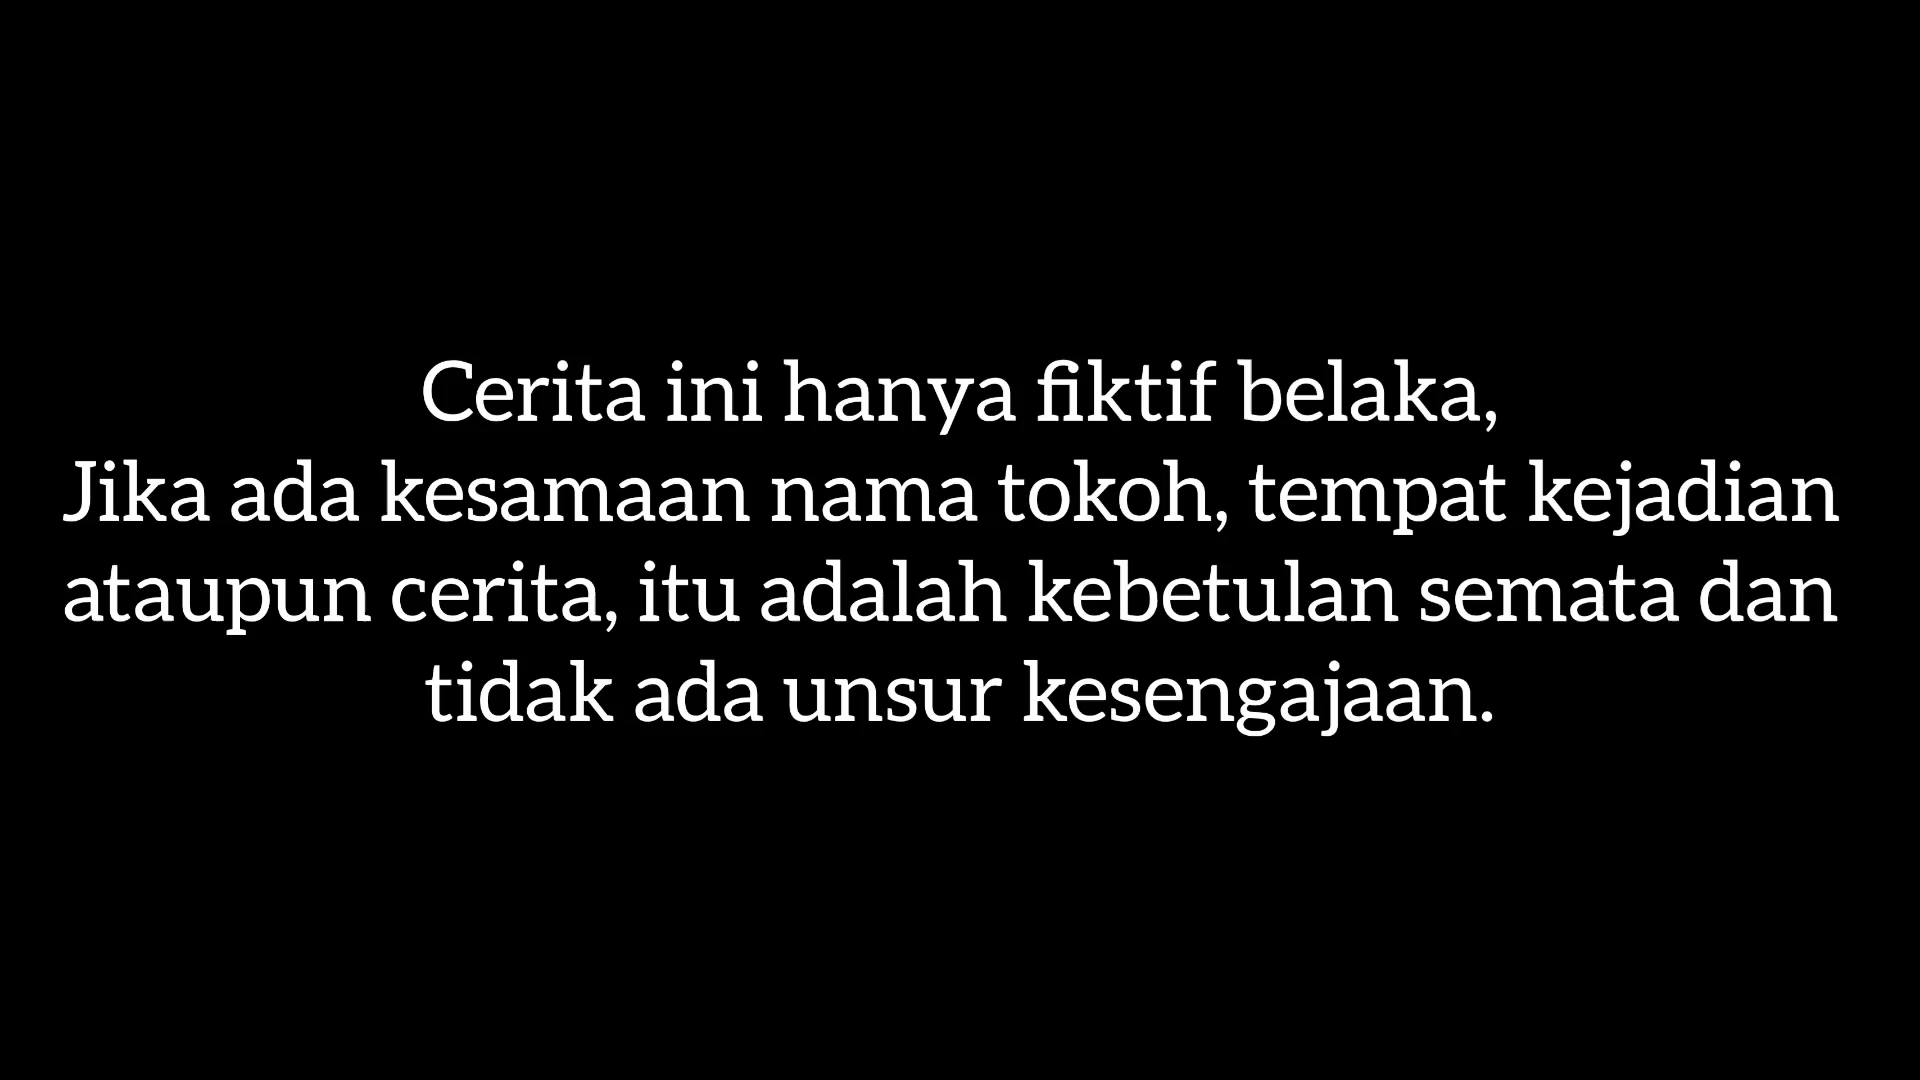 Cerita ini hanya fiktif belaka,
Jika ada kesamaan nama tokoh, tempat kejadian
ataupun cerita, itu adalah kebetulan semata dan
tidak ada unsur kesengajaan.